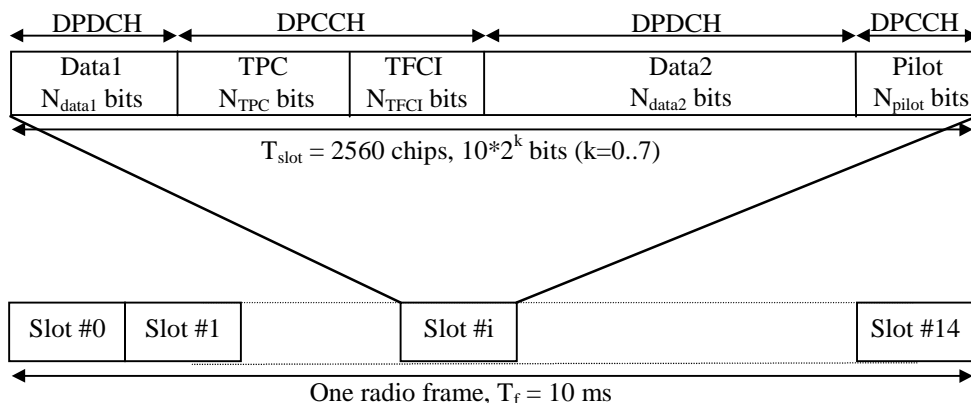 DPDCH DPCCH DPDCH DPCCH
Data1 TPC TFCI Data2 Pilot
N_data1 bits N_TPC bits N_TFCI bits N_data2 bits N_pilot bits
T_slot = 2560 chips, 10*2^k bits (k=0..7)
Slot #0 Slot #1 Slot #i Slot #14
One radio frame, T_f = 10 ms